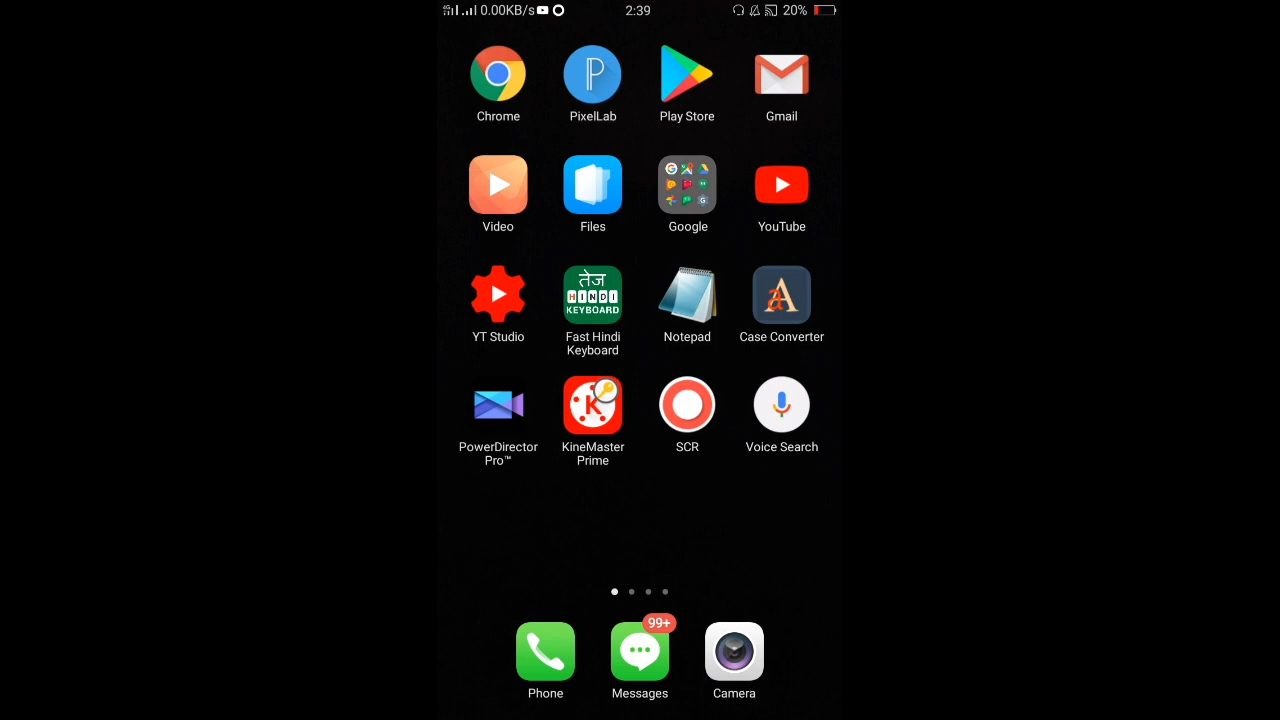 4G 0.00KB/s 2:39 20%
Chrome PixelLab Play Store Gmail
Video Files Google YouTube
तेज
HINDI
KEYBOARD
YT Studio Fast Hindi Keyboard Notepad Case Converter
PowerDirector Pro™ KineMaster Prime SCR Voice Search
99+
Phone Messages Camera